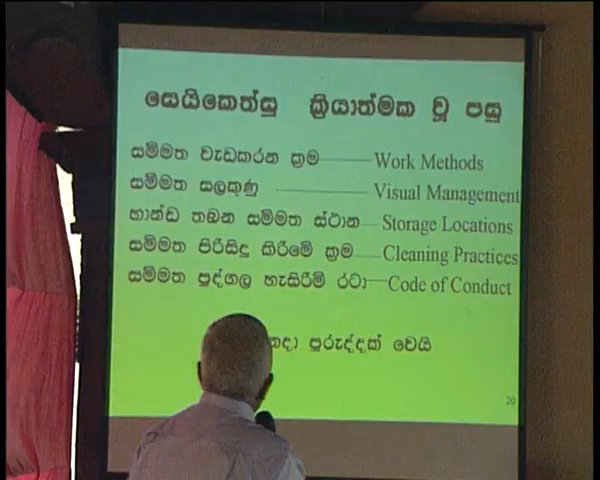 සෙයිකෙත්සු ක්‍රියාත්මක වූ පසු
සම්මත වැඩකරන ක්‍රම Work Methods
සම්මත සලකුණු Visual Management
භාන්ඩ තබන සම්මත ස්ථාන Storage Locations
සම්මත පිරිසිදු කිරීමේ ක්‍රම Cleaning Practices
සම්මත පුද්ගල හැසිරීම් රටා Code of Conduct
පුරුද්දක් වෙයි
20